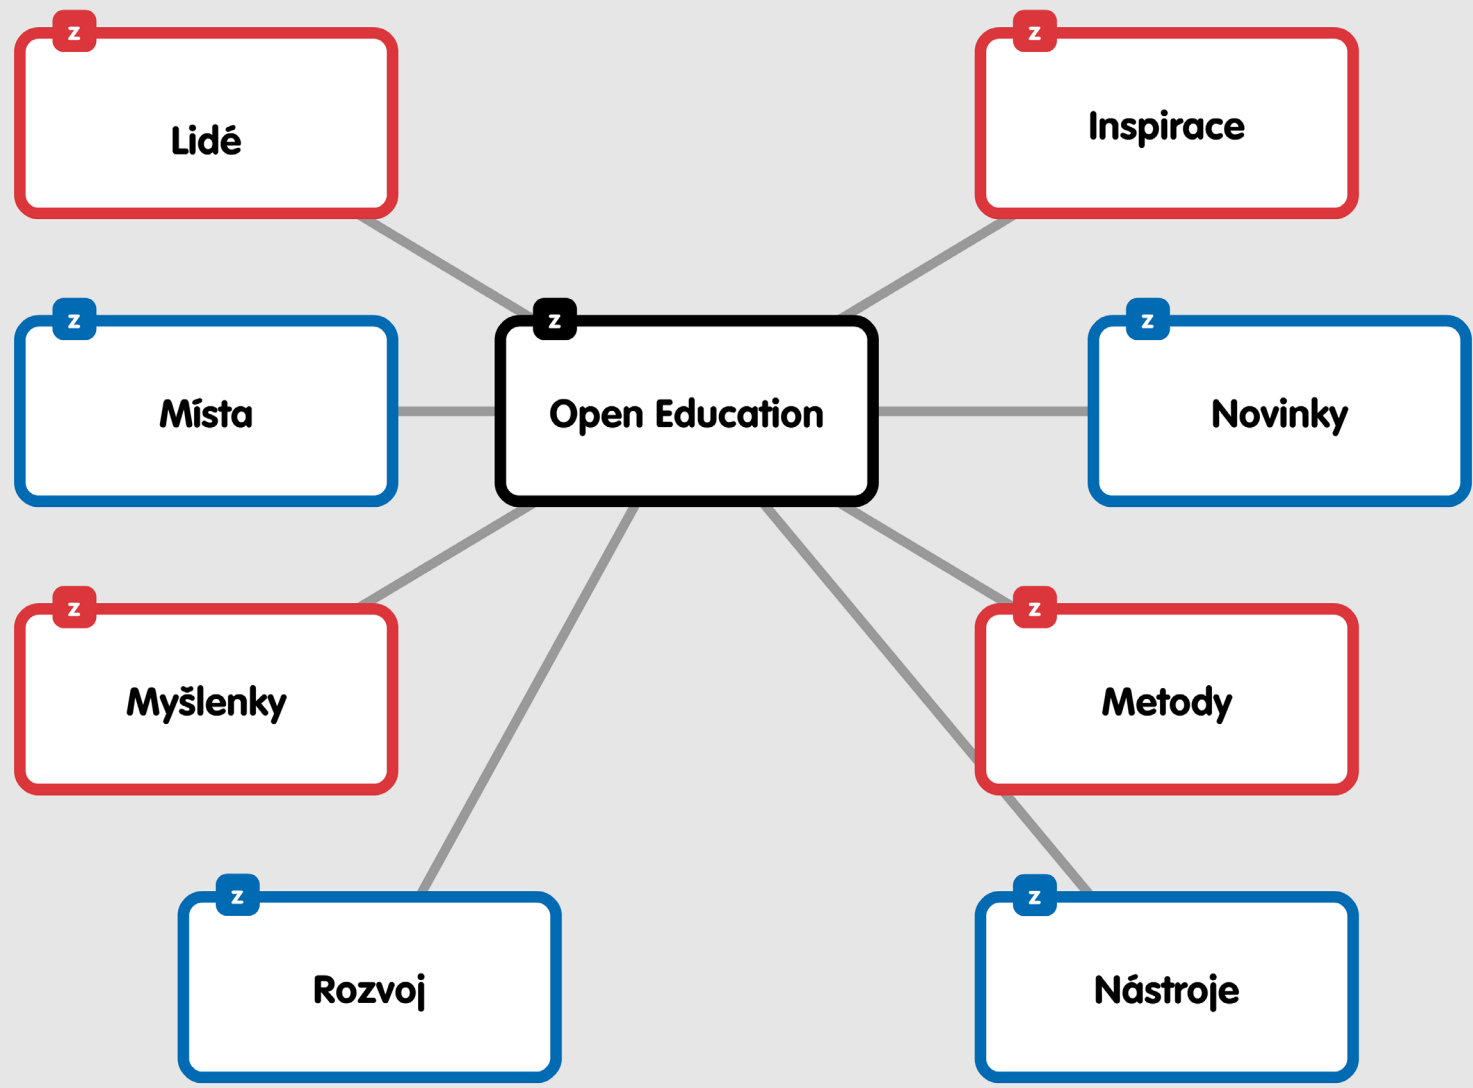 z
Lidé
z
Inspirace
z
Místa
z
Open Education
z
Novinky
z
Myšlenky
z
Metody
z
Rozvoj
z
Nástroje